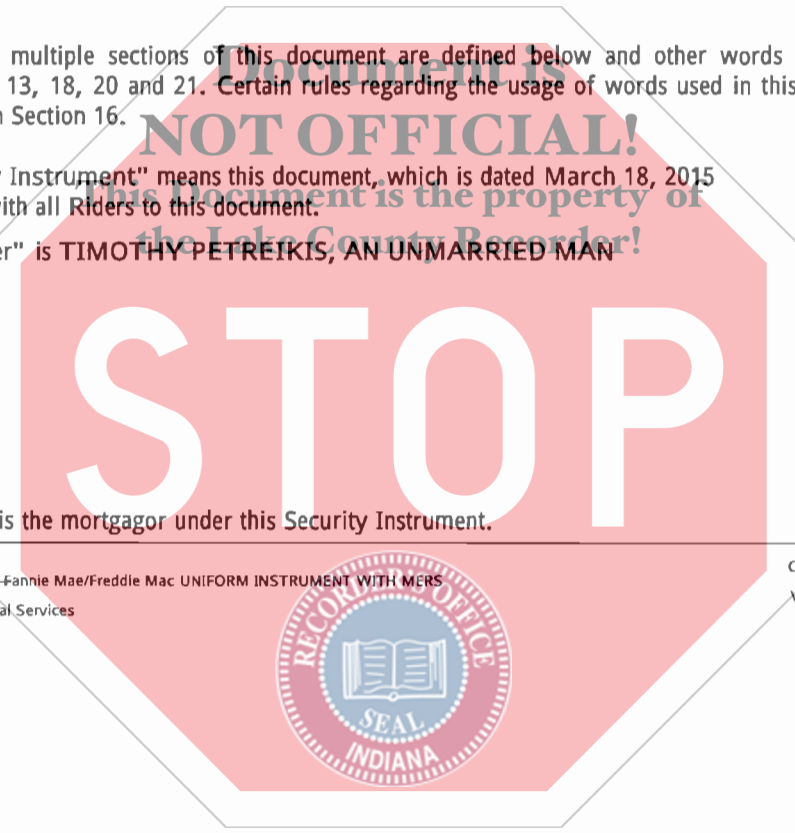 multiple sections of this document are defined below and other words
Document is
13, 18, 20 and 21. Certain rules regarding the usage of words used in this
Section 16.
NOT OFFICIAL!
Instrument" means this document, which is dated March 18, 2015
This Document is the property of
ith all Riders to this document.
the Lake County Recorder!
er" is TIMOTHY PETREIKIS, AN UNMARRIED MAN
STOP
is the mortgagor under this Security Instrument.
-Fannie Mae/Freddie Mac UNIFORM INSTRUMENT WITH MERS
al Services
RECORDER'S OFFICE
SEAL
INDIANA